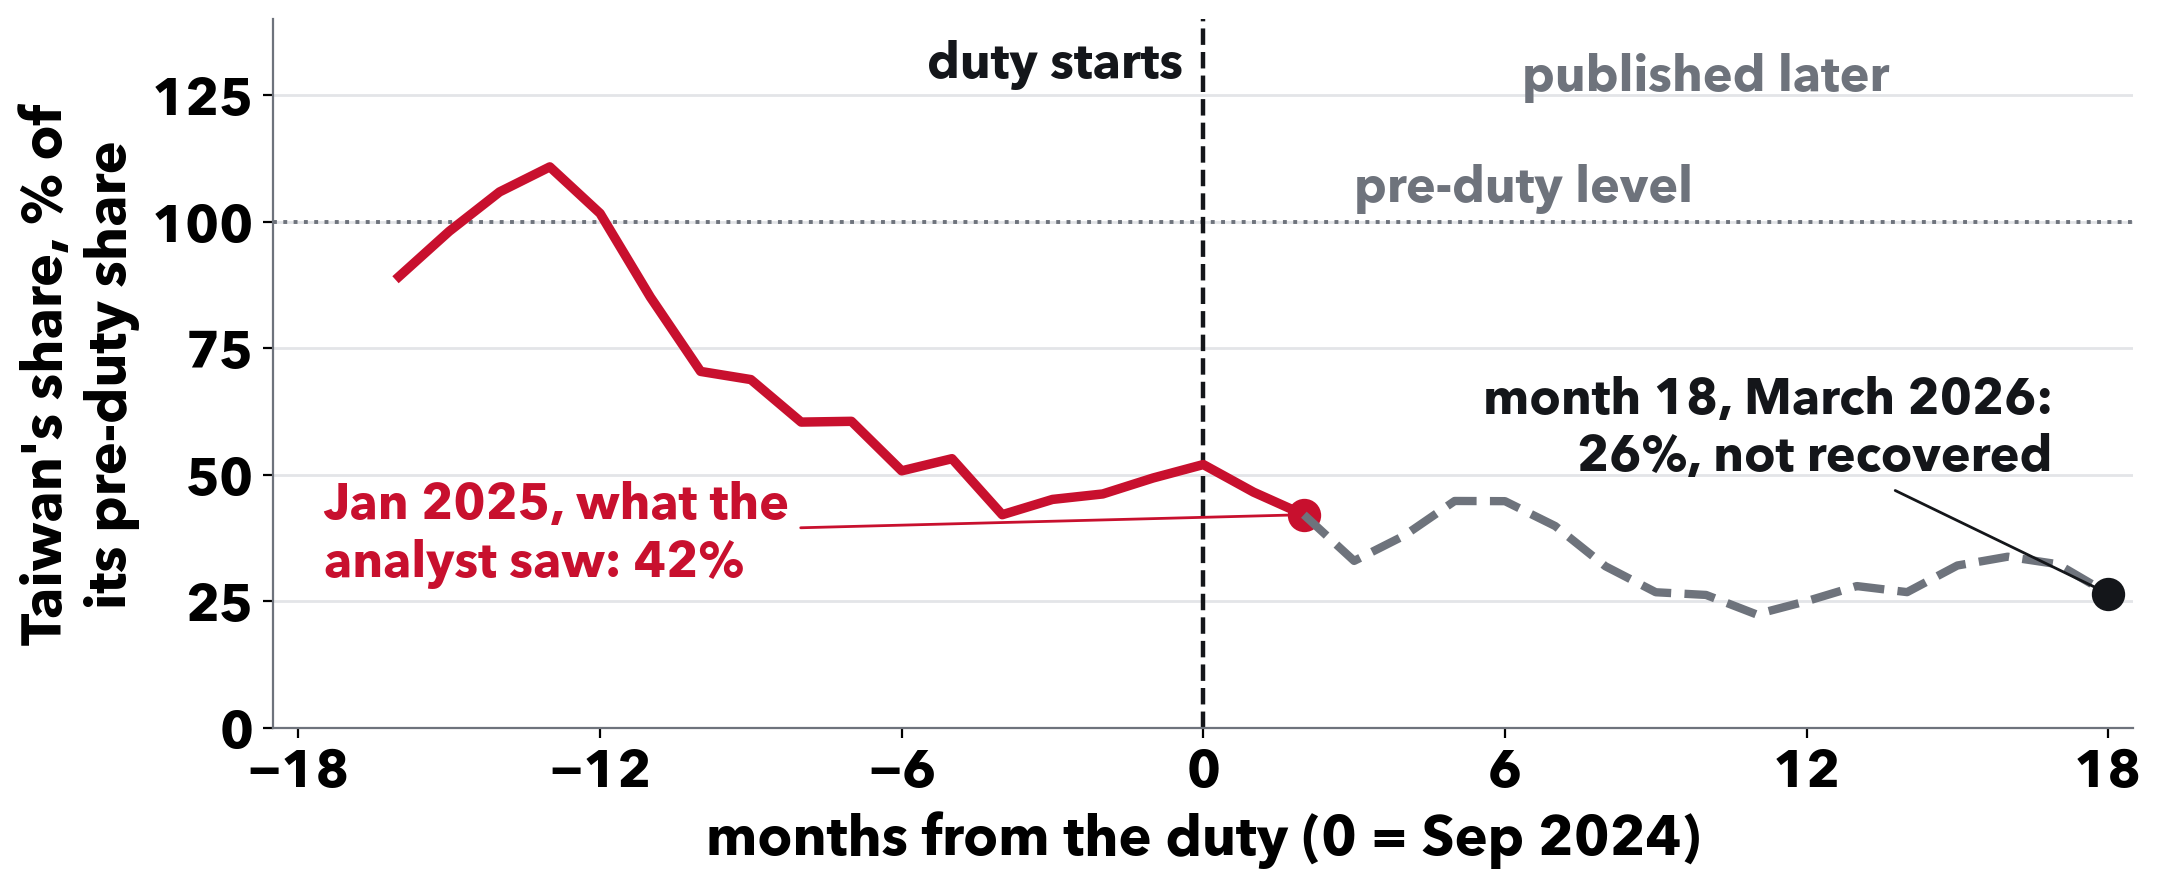 Taiwan's share, % of
its pre-duty share
125
100
75
50
25
0
duty starts
published later
pre-duty level
month 18, March 2026:
26%, not recovered
Jan 2025, what the
analyst saw: 42%
−18
−12
−6
0
6
12
18
months from the duty (0 = Sep 2024)